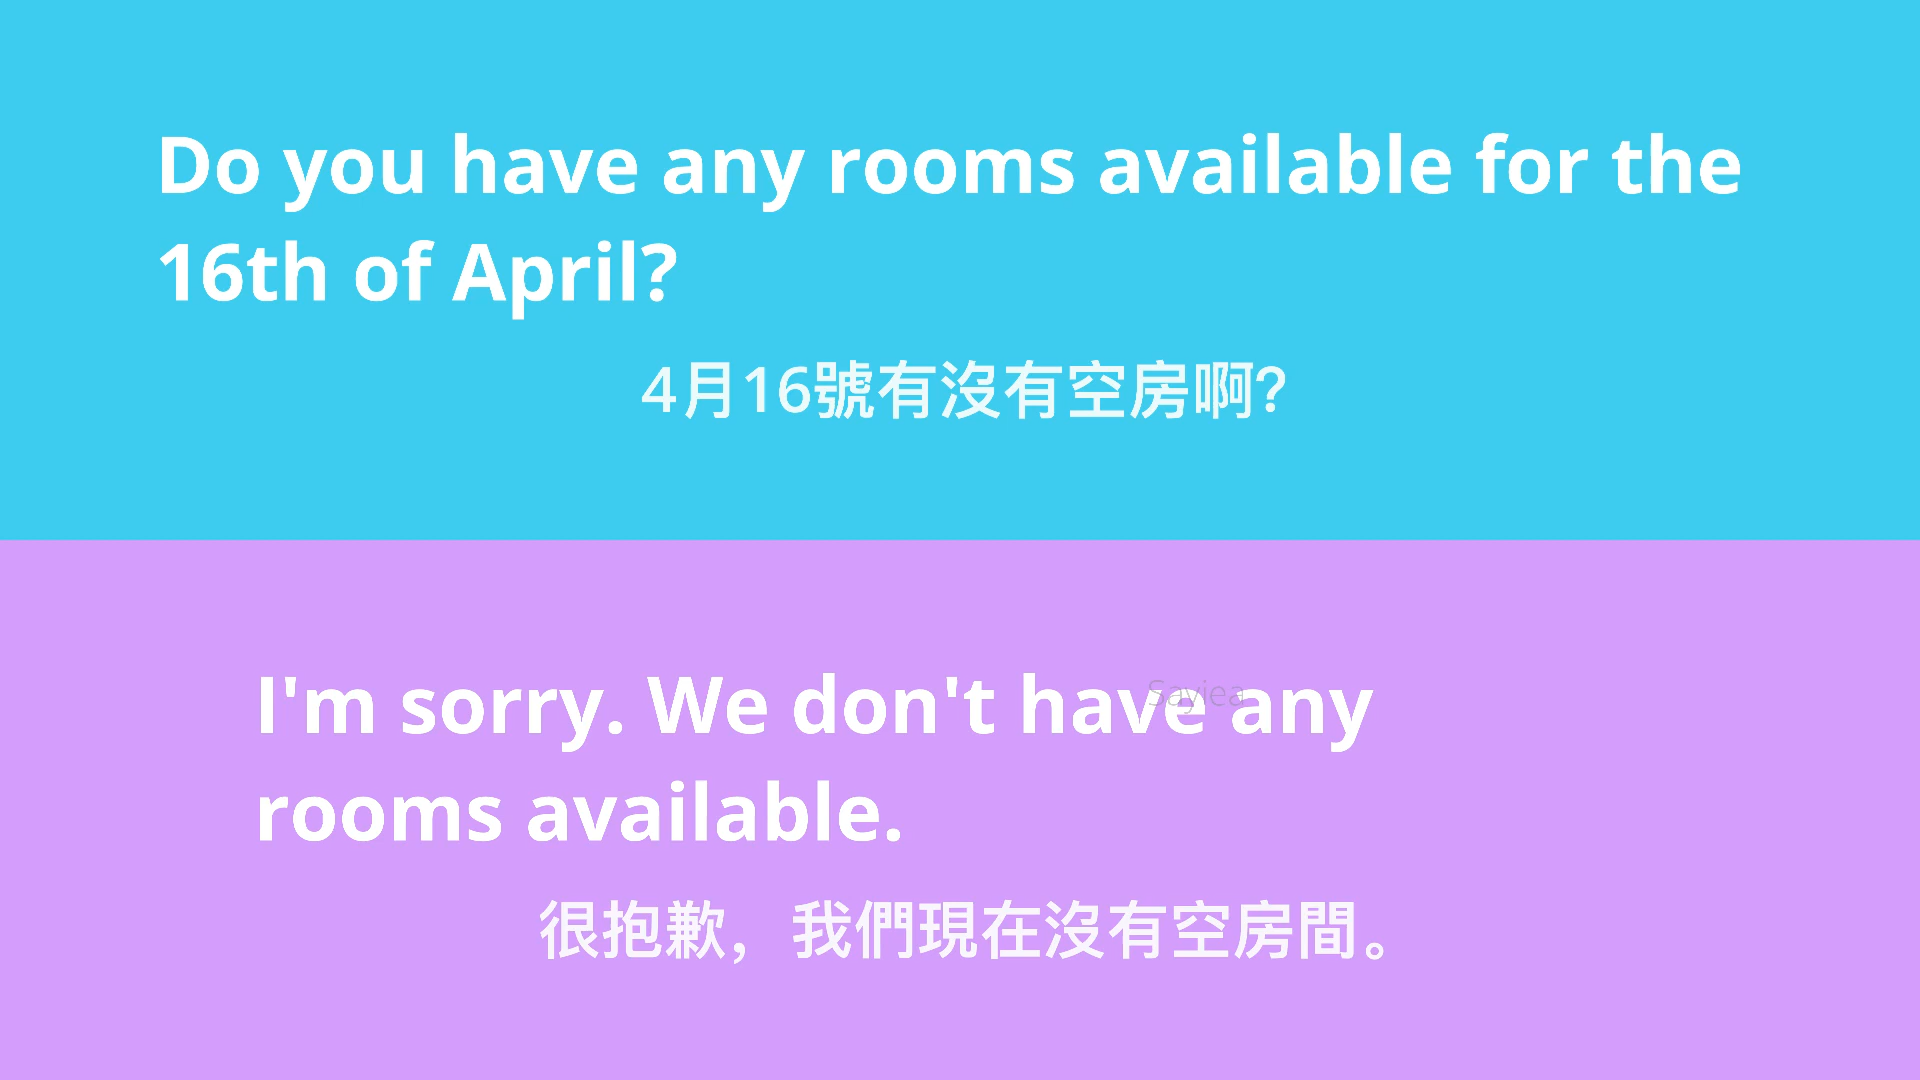 Do you have any rooms available for the
16th of April?
4月16號有沒有空房啊?
I'm sorry. We don't have any
Sayiea
rooms available.
很抱歉，我們現在沒有空房間。